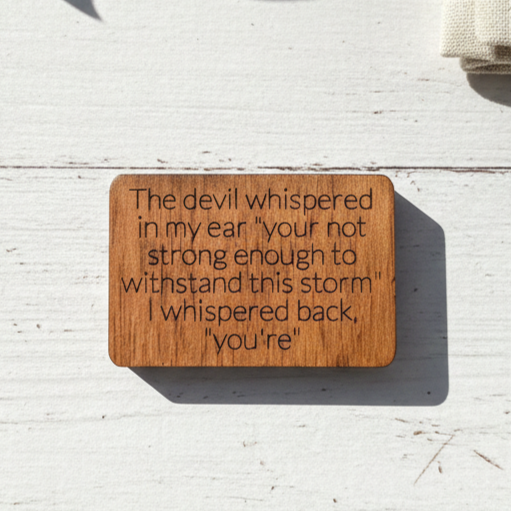 The devil whispered
in my ear "your not
strong enough to
withstand this storm"
I whispered back,
"you're"